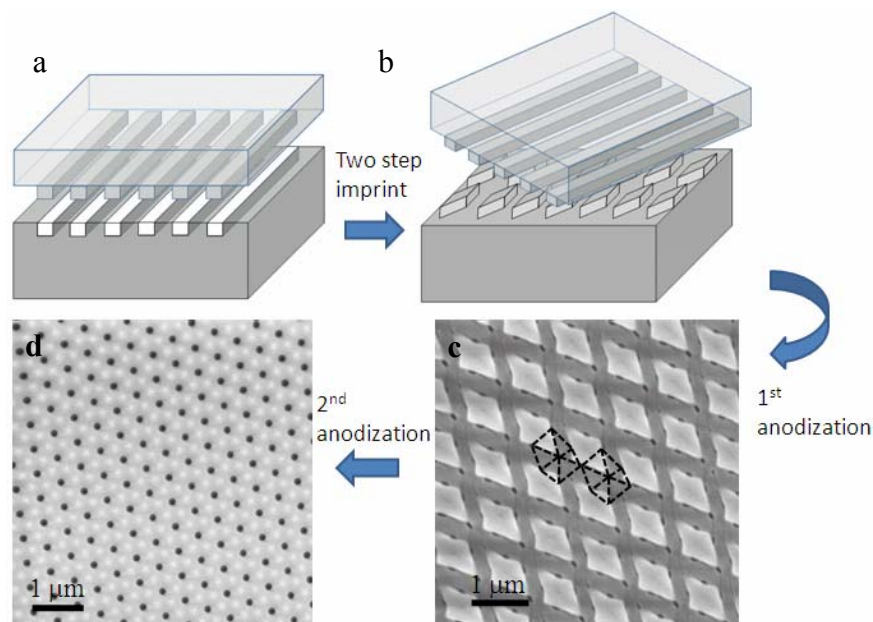 a
b
Two step
imprint
d
c
2nd
anodization
1st
anodization
1 μm
1 μm